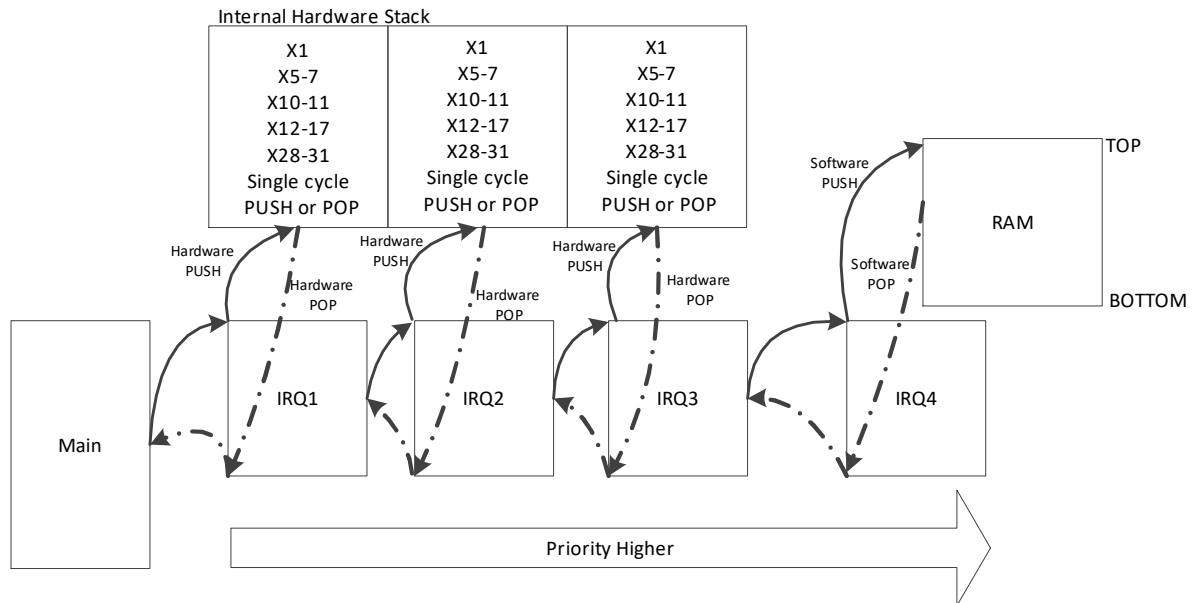 Internal Hardware Stack
X1
X5-7
X10-11
X12-17
X28-31
Single cycle
PUSH or POP
X1
X5-7
X10-11
X12-17
X28-31
Single cycle
PUSH or POP
X1
X5-7
X10-11
X12-17
X28-31
Single cycle
PUSH or POP
TOP
RAM
BOTTOM
Hardware
PUSH
Hardware
POP
Hardware
PUSH
Hardware
POP
Hardware
PUSH
Hardware
POP
Software
PUSH
Software
POP
Main
IRQ1
IRQ2
IRQ3
IRQ4
Priority Higher